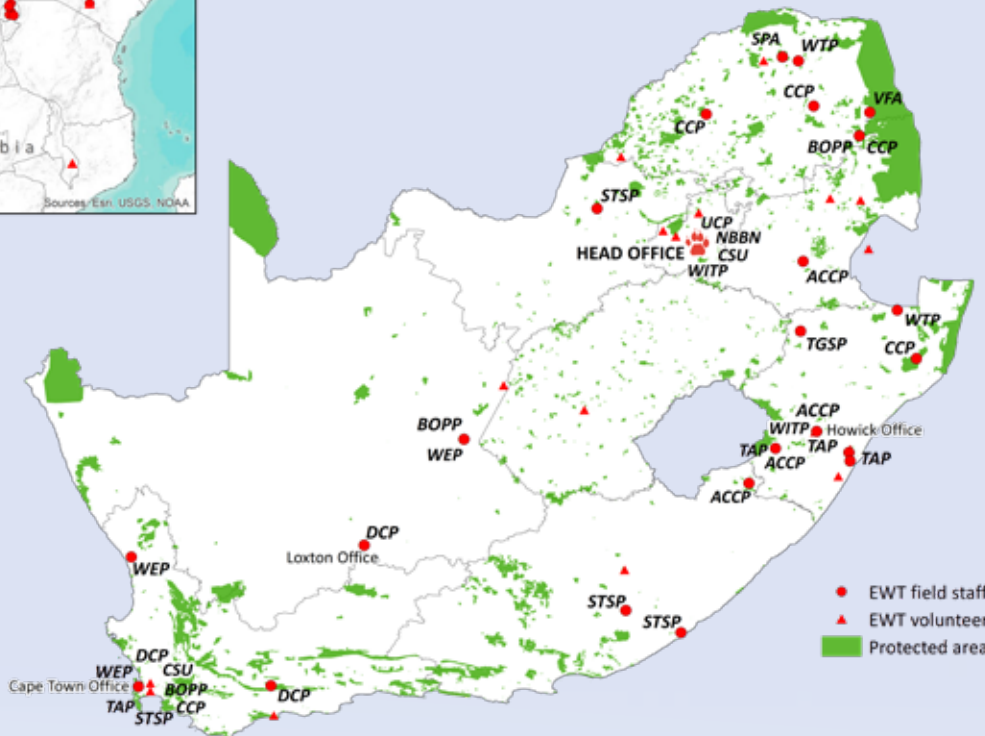 bia
Sources: Esri, USGS, NOAA
SPA
WTP
CCP
VFA
CCP
BOPP CCP
STSP
UCP
NBBN
HEAD OFFICE
CSU
WITP
ACCP
WTP
TGSP
CCP
BOPP
WEP
ACCP
WITP
Howick Office
TAP
TAP
TAP
ACCP
ACCP
DCP
Loxton Office
WEP
STSP
STSP
EWT field staff
EWT volunteer
Protected area
DCP
WEP
CSU
Cape Town Office
BOPP
DCP
TAP
CCP
STSP